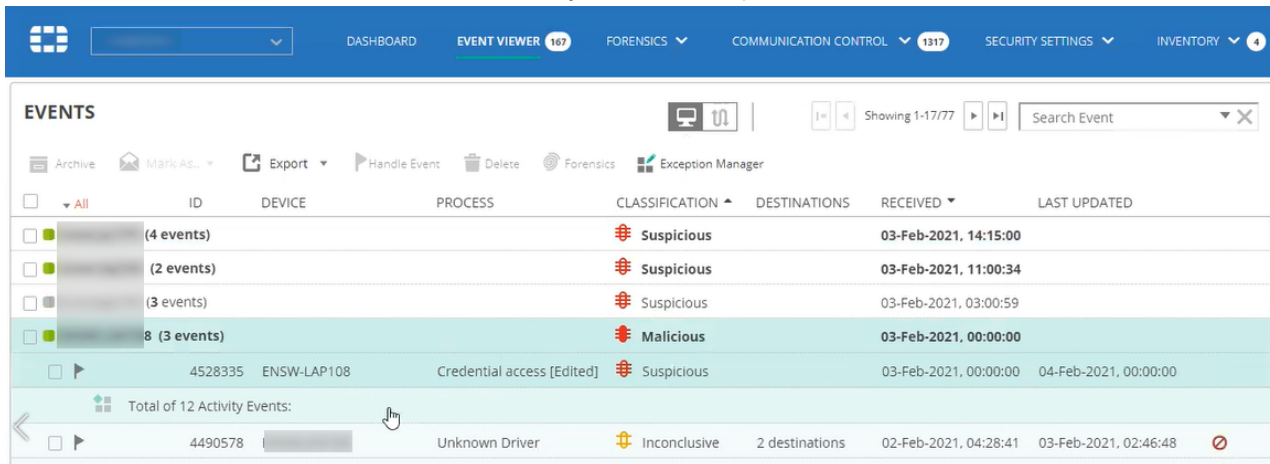 DASHBOARD EVENT VIEWER 167 FORENSICS COMMUNICATION CONTROL 1317 SECURITY SETTINGS INVENTORY 4
EVENTS Showing 1-17/77 Search Event
Archive Mark As.. Export Handle Event Delete Forensics Exception Manager
All ID DEVICE PROCESS CLASSIFICATION DESTINATIONS RECEIVED LAST UPDATED
(4 events) Suspicious 03-Feb-2021, 14:15:00
(2 events) Suspicious 03-Feb-2021, 11:00:34
(3 events) Suspicious 03-Feb-2021, 03:00:59
8 (3 events) Malicious 03-Feb-2021, 00:00:00
4528335 ENSW-LAP108 Credential access [Edited] Suspicious 03-Feb-2021, 00:00:00 04-Feb-2021, 00:00:00
Total of 12 Activity Events:
4490578 Unknown Driver Inconclusive 2 destinations 02-Feb-2021, 04:28:41 03-Feb-2021, 02:46:48